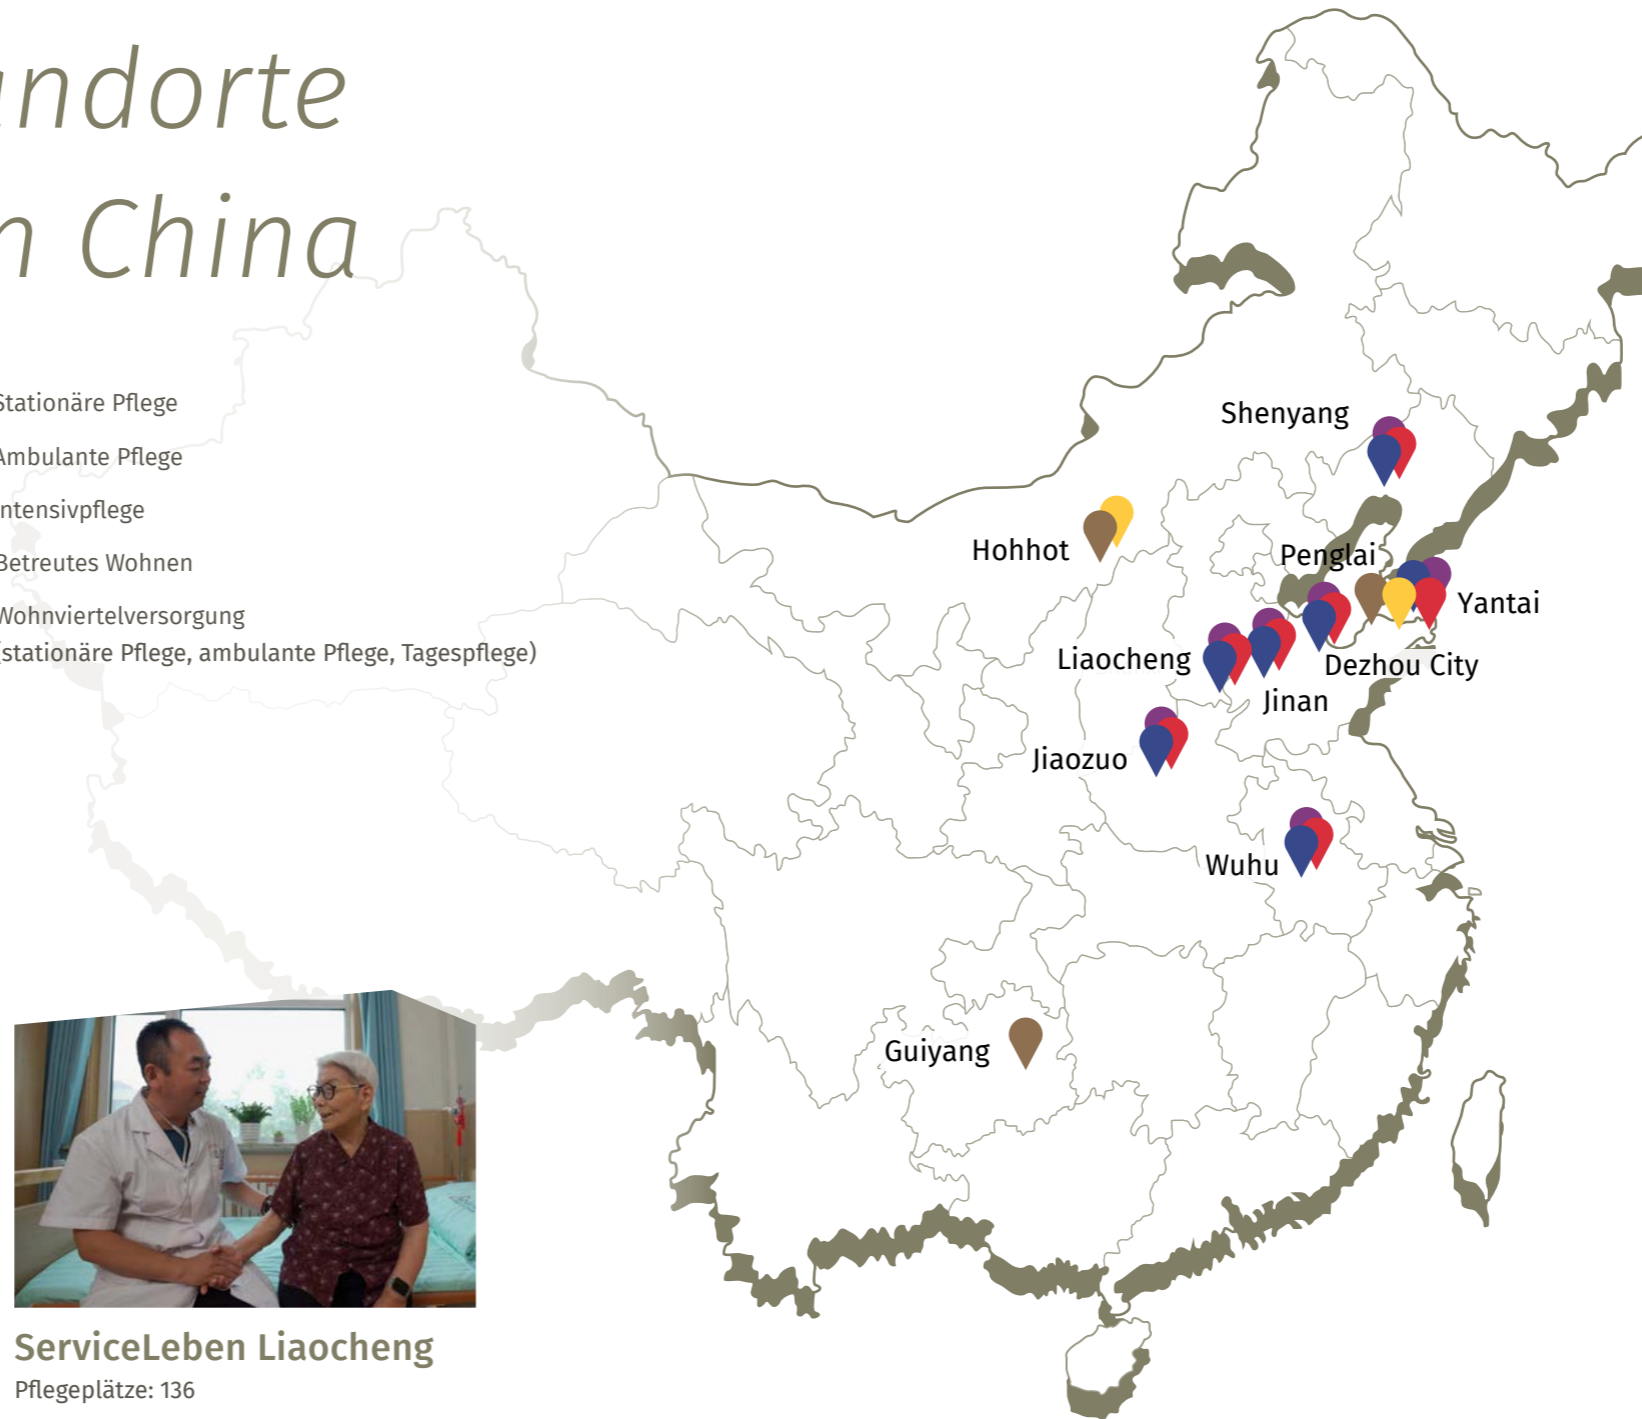 andorte
n China
Stationäre Pflege
Ambulante Pflege
ntensivpflege
Betreutes Wohnen
Wohnviertelversorgung
(stationäre Pflege, ambulante Pflege, Tagespflege)
Shenyang
Hohhot
Penglai
Yantai
Liaocheng
Dezhou City
Jinan
Jiaozuo
Wuhu
Guiyang
ServiceLeben Liaocheng
Pflegeplätze: 136